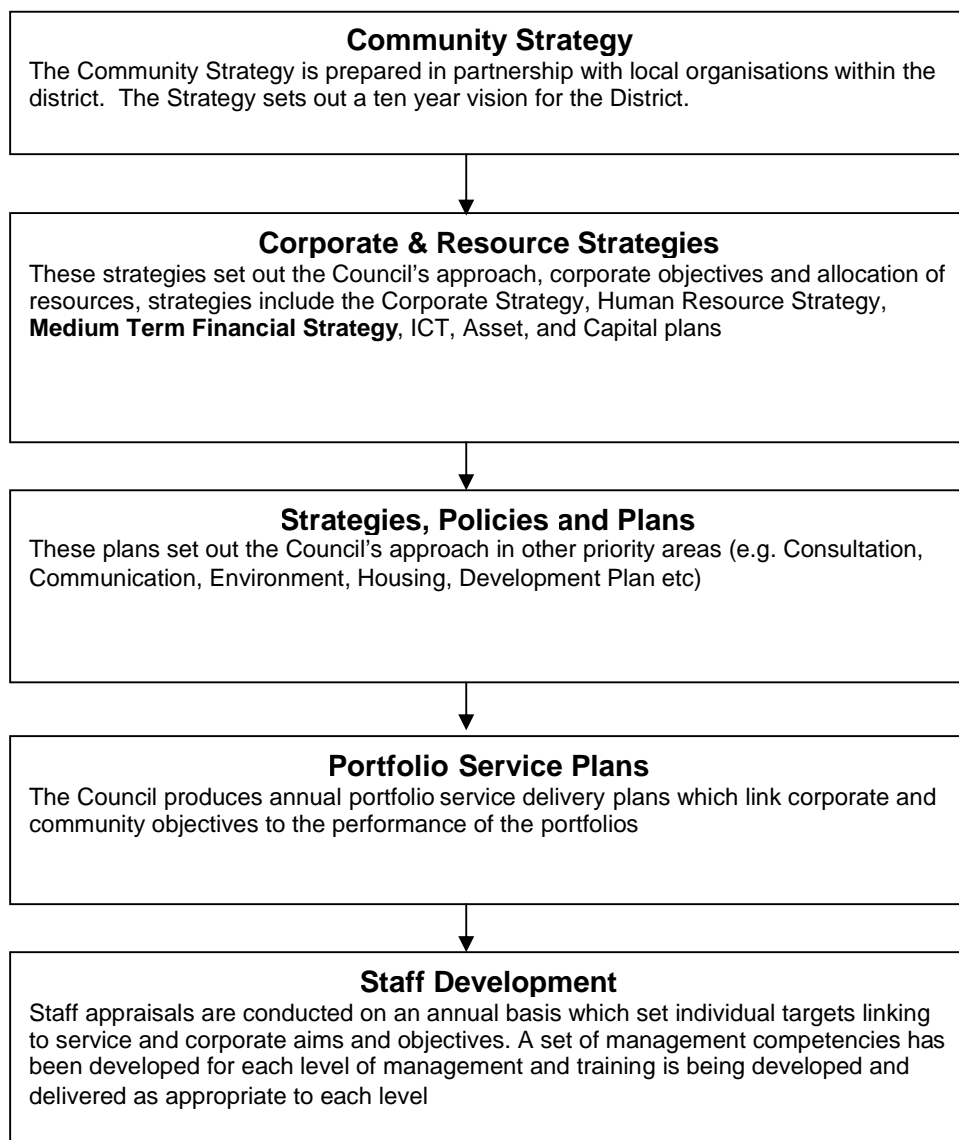 Community Strategy
The Community Strategy is prepared in partnership with local organisations within the
district.  The Strategy sets out a ten year vision for the District.
Corporate & Resource Strategies
These strategies set out the Council’s approach, corporate objectives and allocation of
resources, strategies include the Corporate Strategy, Human Resource Strategy,
Medium Term Financial Strategy, ICT, Asset, and Capital plans
Strategies, Policies and Plans
These plans set out the Council’s approach in other priority areas (e.g. Consultation,
Communication, Environment, Housing, Development Plan etc)
Portfolio Service Plans
The Council produces annual portfolio service delivery plans which link corporate and
community objectives to the performance of the portfolios
Staff Development
Staff appraisals are conducted on an annual basis which set individual targets linking
to service and corporate aims and objectives. A set of management competencies has
been developed for each level of management and training is being developed and
delivered as appropriate to each level